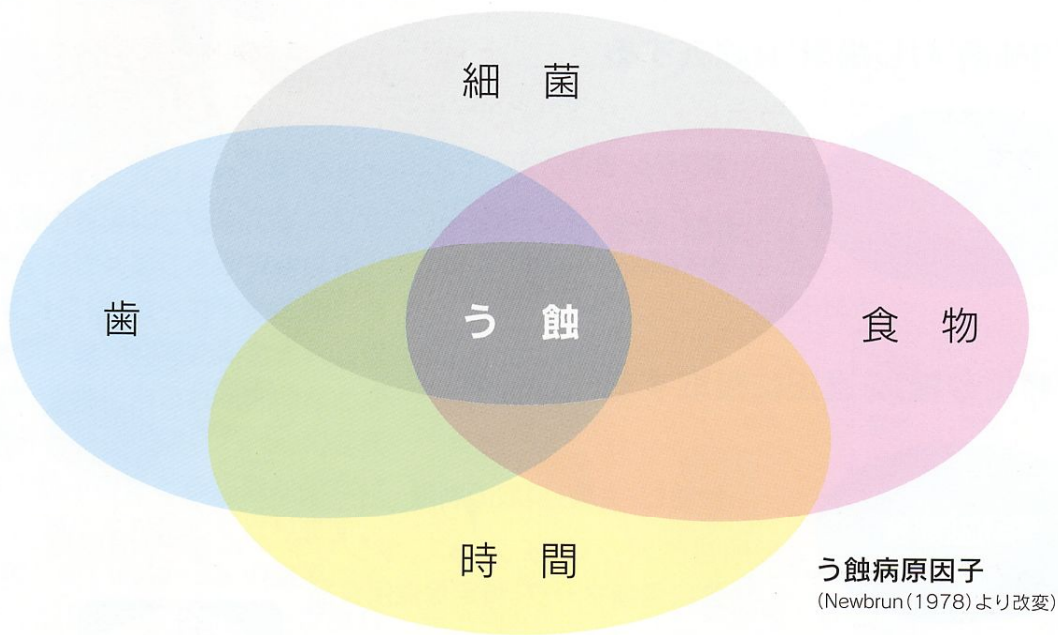 細 菌
歯
う 蝕
食 物
時 間
う蝕病原因子
(Newbrun(1978)より改変)